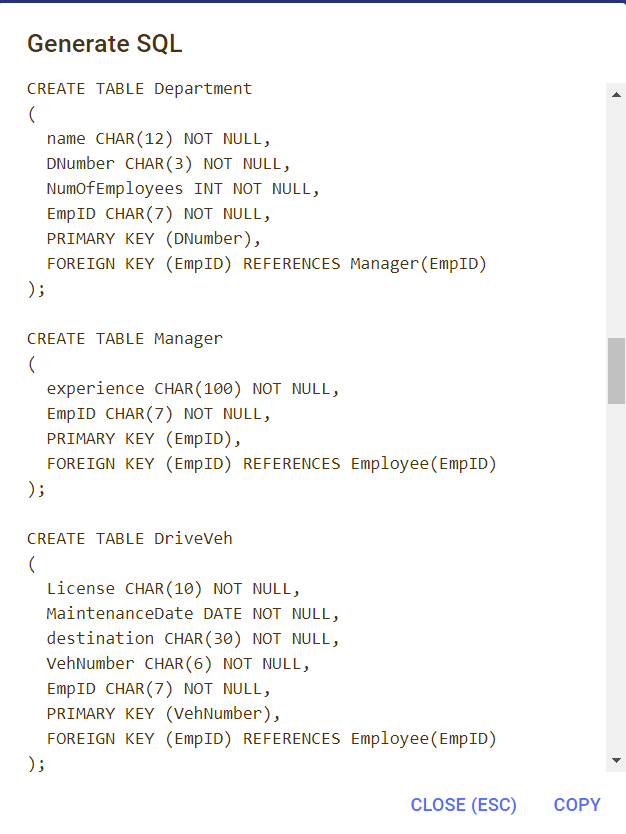 Generate SQL
CREATE TABLE Department
(
  name CHAR(12) NOT NULL,
  DNumber CHAR(3) NOT NULL,
  NumOfEmployees INT NOT NULL,
  EmpID CHAR(7) NOT NULL,
  PRIMARY KEY (DNumber),
  FOREIGN KEY (EmpID) REFERENCES Manager(EmpID)
);
CREATE TABLE Manager
(
  experience CHAR(100) NOT NULL,
  EmpID CHAR(7) NOT NULL,
  PRIMARY KEY (EmpID),
  FOREIGN KEY (EmpID) REFERENCES Employee(EmpID)
);
CREATE TABLE DriveVeh
(
  License CHAR(10) NOT NULL,
  MaintenanceDate DATE NOT NULL,
  destination CHAR(30) NOT NULL,
  VehNumber CHAR(6) NOT NULL,
  EmpID CHAR(7) NOT NULL,
  PRIMARY KEY (VehNumber),
  FOREIGN KEY (EmpID) REFERENCES Employee(EmpID)
);
CLOSE (ESC) COPY